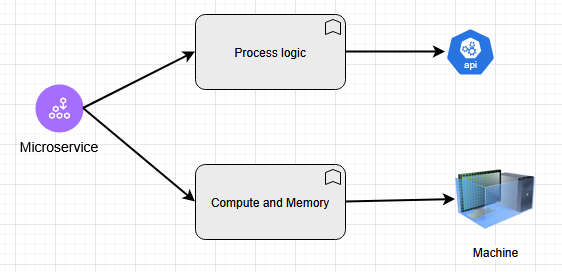 Process logic
api
Microservice
Compute and Memory
Machine